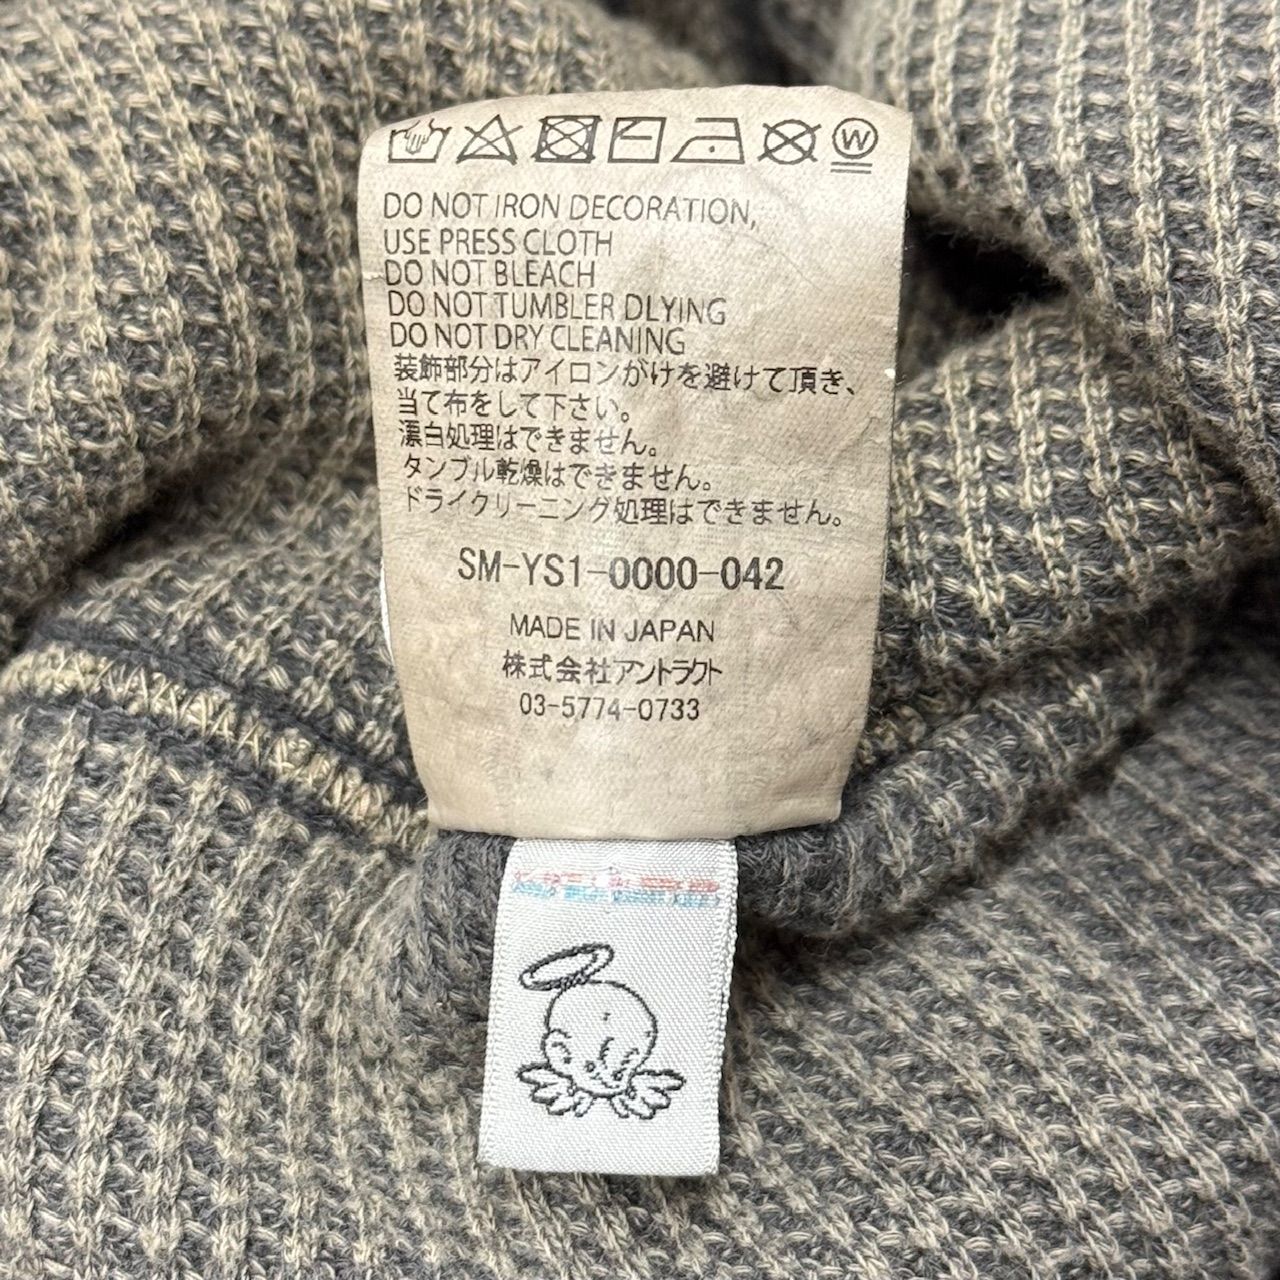 W
DO NOT IRON DECORATION,
USE PRESS CLOTH
DO NOT BLEACH
DO NOT TUMBLER DLYING
DO NOT DRY CLEANING
装飾部分はアイロンがけを避けて頂き、
当て布をして下さい。
漂白処理はできません。
タンブル乾燥はできません。
ドライクリーニング処理はできません。
SM-YS1-0000-042
MADE IN JAPAN
株式会社アントラクト
03-5774-0733